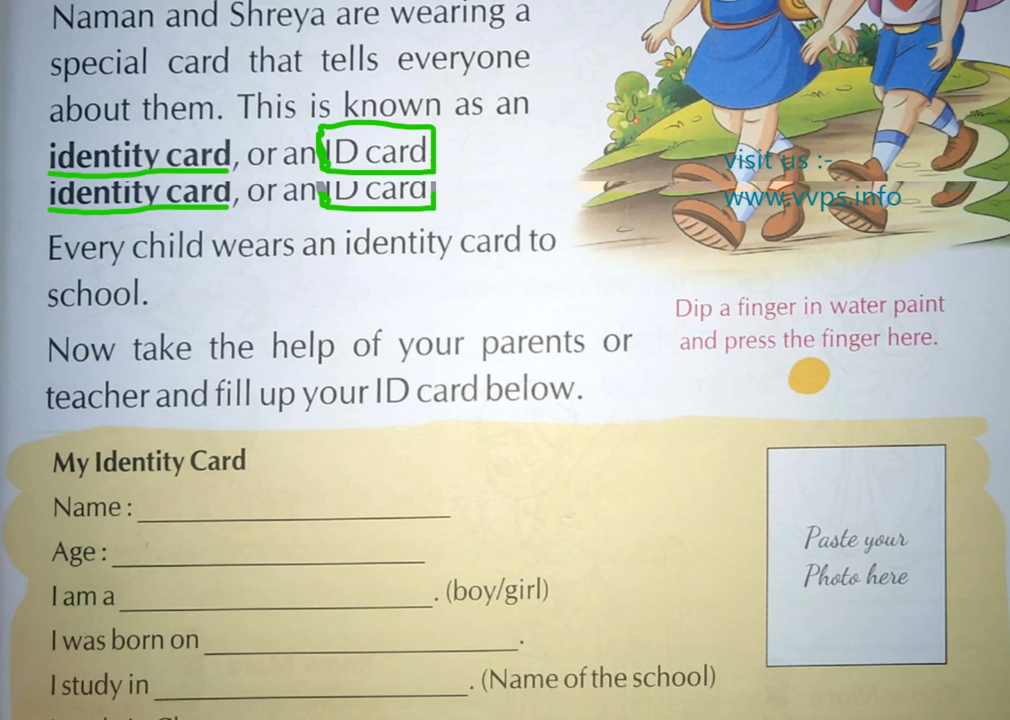 Naman and Shreya are wearing a
special card that tells everyone
about them. This is known as an
identity card, or an ID card
identity card, or an ID card
visit us :-
www.vvps.info
Every child wears an identity card to
school.
Now take the help of your parents or
teacher and fill up your ID card below.
Dip a finger in water paint
and press the finger here.
My Identity Card
Name :
Age :
I am a . (boy/girl)
I was born on .
I study in . (Name of the school)
Paste your
Photo here